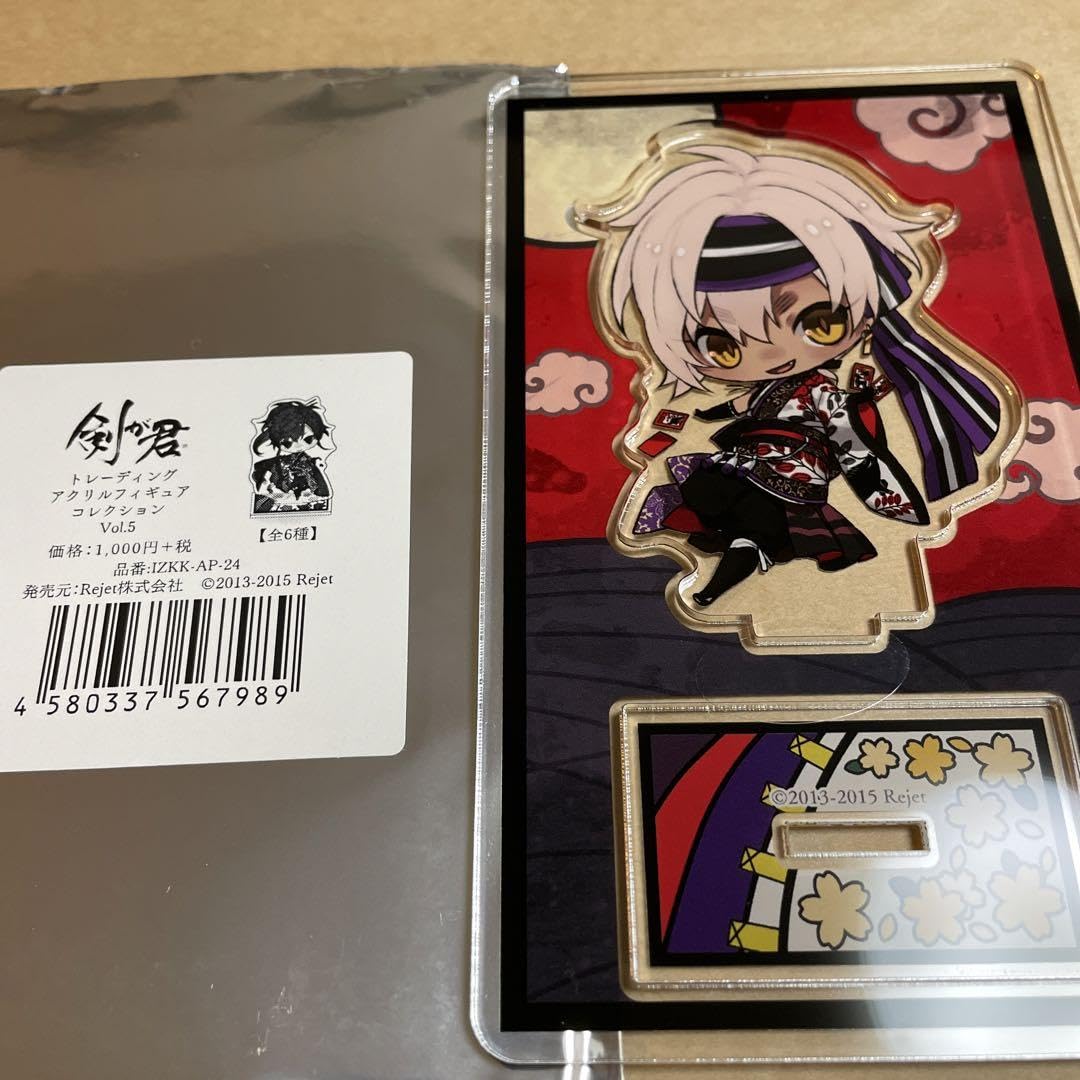 剣が君
トレーディング
アクリルフィギュア
コレクション
Vol.5
【全6種】
価格:1,000円+税
品番:IZKK-AP-24
発売元:Rejet株式会社 ©2013-2015 Rejet
4 580337 567989
©2013-2015 Rejet